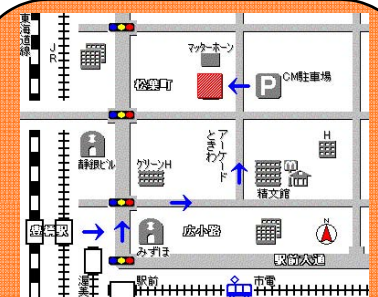 東海道線
JR
マッターホーン
松葉町
P
CM駐車場
静銀ビル
グリーンH
アーケード
ときわ
H
精文館
豊橋駅
みずほ
広小路
N
駅前大通
渥美
駅前
市電